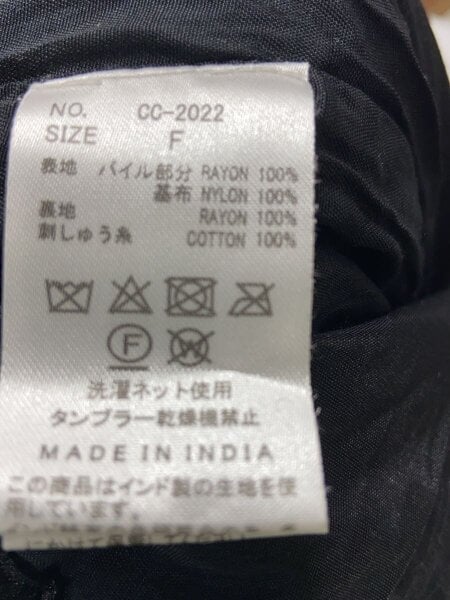 NO. CC-2022
SIZE F
表地 パイル部分 RAYON 100%
基布 NYLON 100%
裏地 RAYON 100%
刺しゅう糸 COTTON 100%
F W
洗濯ネット使用
タンブラー乾燥機禁止
MADE IN INDIA
この商品はインド製の生地を使
用しています。